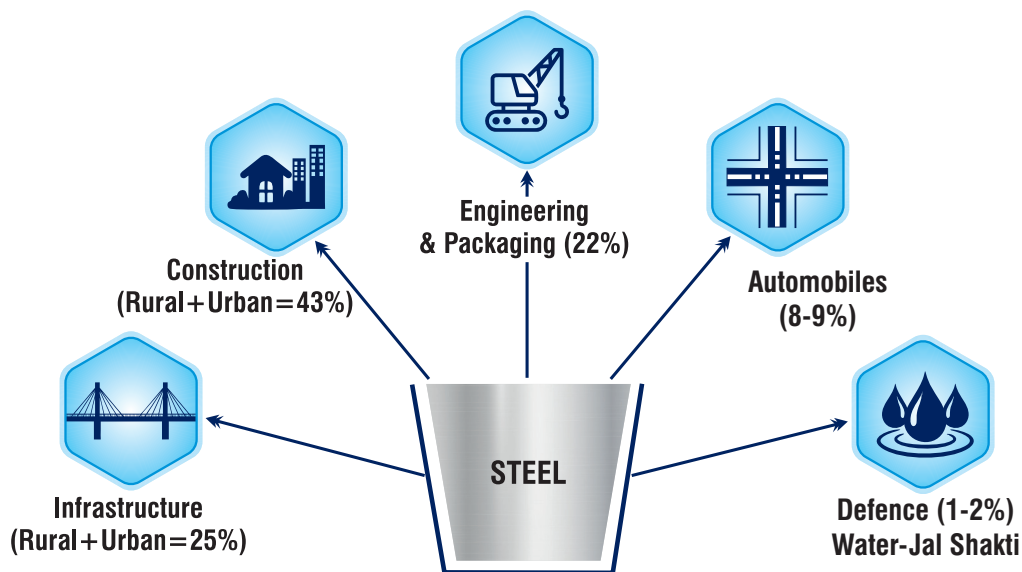 Engineering
& Packaging (22%)
Construction
(Rural+Urban=43%)
Automobiles
(8-9%)
STEEL
Infrastructure
(Rural+Urban=25%)
Defence (1-2%)
Water-Jal Shakti